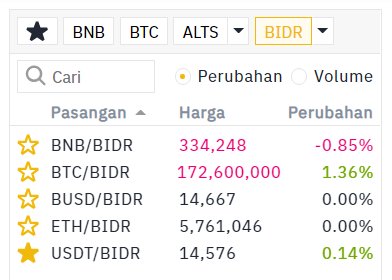 BNB BTC ALTS BIDR
Cari Perubahan Volume
Pasangan Harga Perubahan
BNB/BIDR 334,248 -0.85%
BTC/BIDR 172,600,000 1.36%
BUSD/BIDR 14,667 0.00%
ETH/BIDR 5,761,046 0.00%
USDT/BIDR 14,576 0.14%